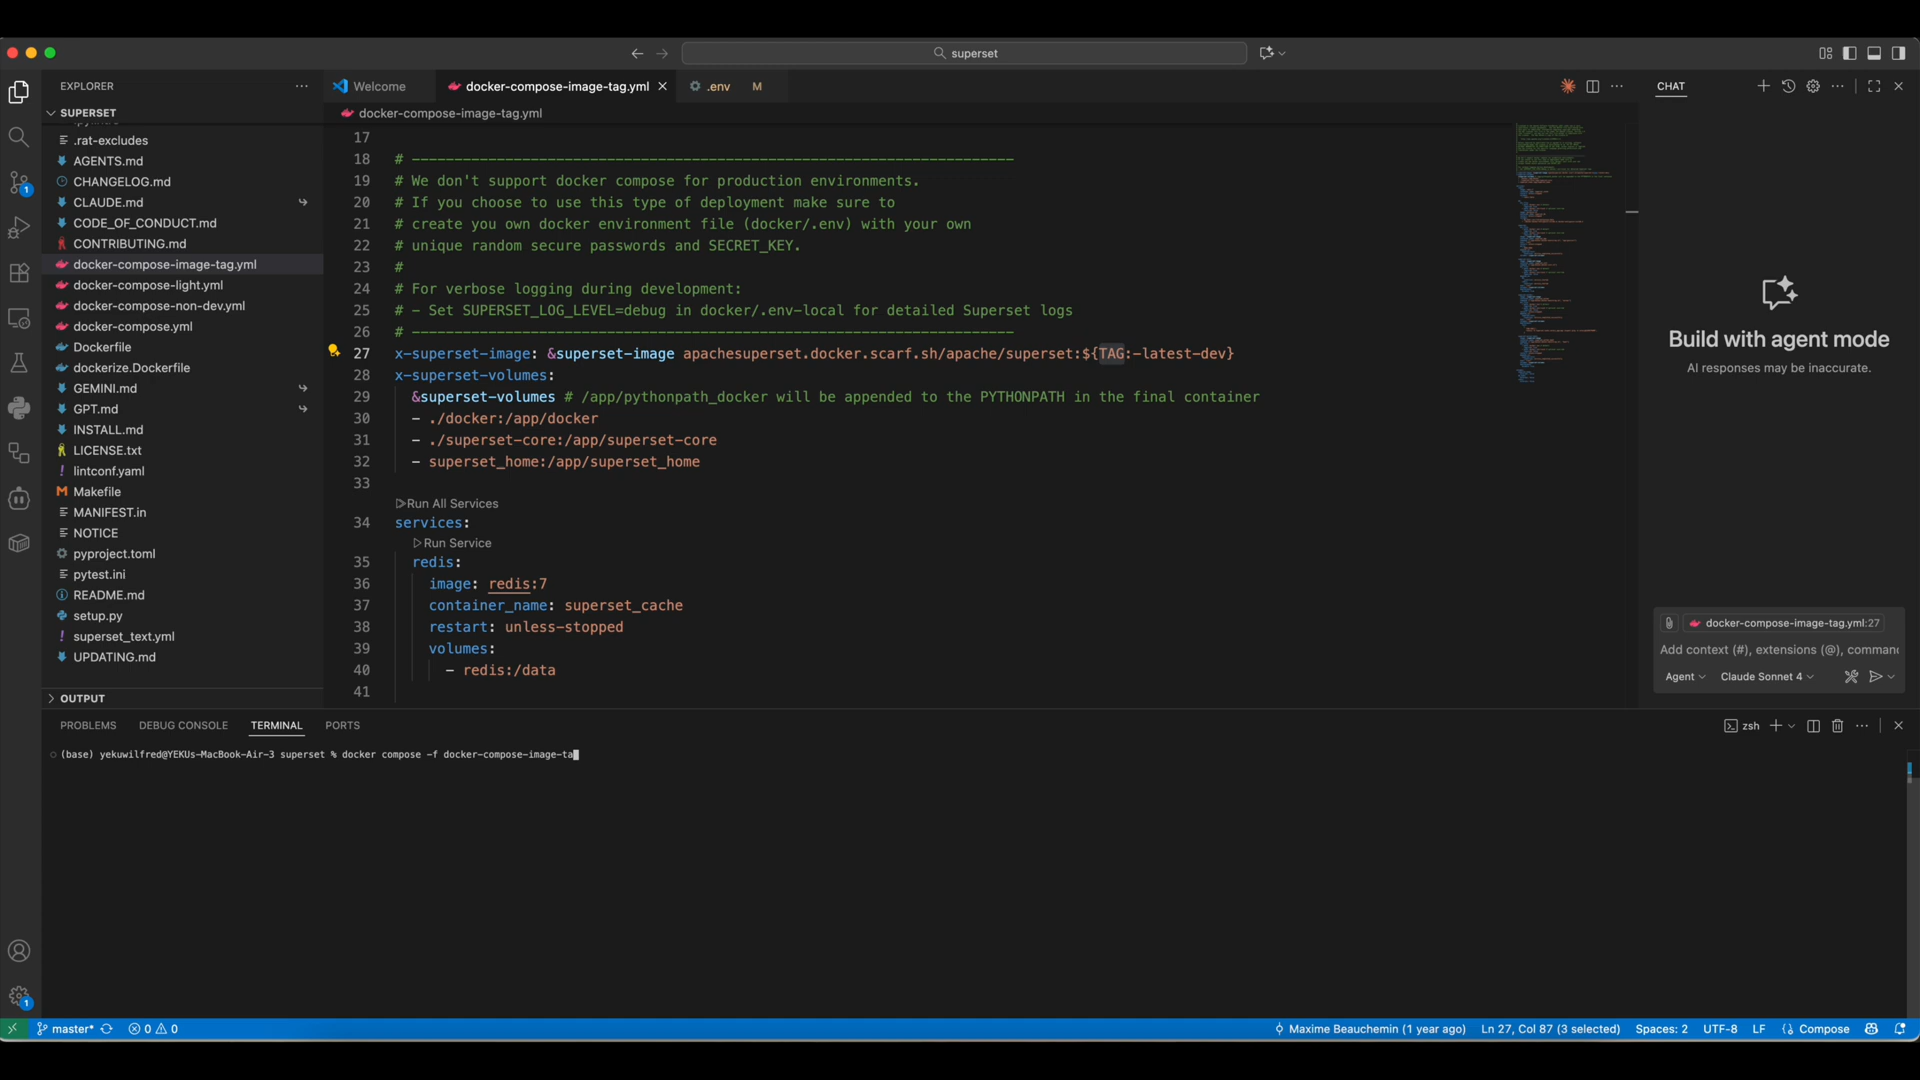 superset
EXPLORER
SUPERSET
.rat-excludes
AGENTS.md
CHANGELOG.md
CLAUDE.md
CODE_OF_CONDUCT.md
CONTRIBUTING.md
docker-compose-image-tag.yml
docker-compose-light.yml
docker-compose-non-dev.yml
docker-compose.yml
Dockerfile
dockerize.Dockerfile
GEMINI.md
GPT.md
INSTALL.md
LICENSE.txt
lintconf.yaml
Makefile
MANIFEST.in
NOTICE
pyproject.toml
pytest.ini
README.md
setup.py
superset_text.yml
UPDATING.md
OUTPUT
Welcome
docker-compose-image-tag.yml
.env M
docker-compose-image-tag.yml
17
18 # -----------------------------------------------------------------------
19 # We don't support docker compose for production environments.
20 # If you choose to use this type of deployment make sure to
21 # create you own docker environment file (docker/.env) with your own
22 # unique random secure passwords and SECRET_KEY.
23 #
24 # For verbose logging during development:
25 # - Set SUPERSET_LOG_LEVEL=debug in docker/.env-local for detailed Superset logs
26 # -----------------------------------------------------------------------
27 x-superset-image: &superset-image apachesuperset.docker.scarf.sh/apache/superset:${TAG:-latest-dev}
28 x-superset-volumes:
29 &superset-volumes # /app/pythonpath_docker will be appended to the PYTHONPATH in the final container
30 - ./docker:/app/docker
31 - ./superset-core:/app/superset-core
32 - superset_home:/app/superset_home
33
Run All Services
34 services:
Run Service
35 redis:
36 image: redis:7
37 container_name: superset_cache
38 restart: unless-stopped
39 volumes:
40 - redis:/data
41
CHAT
Build with agent mode
AI responses may be inaccurate.
docker-compose-image-tag.yml:27
Add context (#), extensions (@), comman
Agent Claude Sonnet 4
PROBLEMS DEBUG CONSOLE TERMINAL PORTS
zsh
(base) yekuwilfred@YEKUs-MacBook-Air-3 superset % docker compose -f docker-compose-image-ta
1
1
master* 0 0
Maxime Beauchemin (1 year ago) Ln 27, Col 87 (3 selected) Spaces: 2 UTF-8 LF Compose